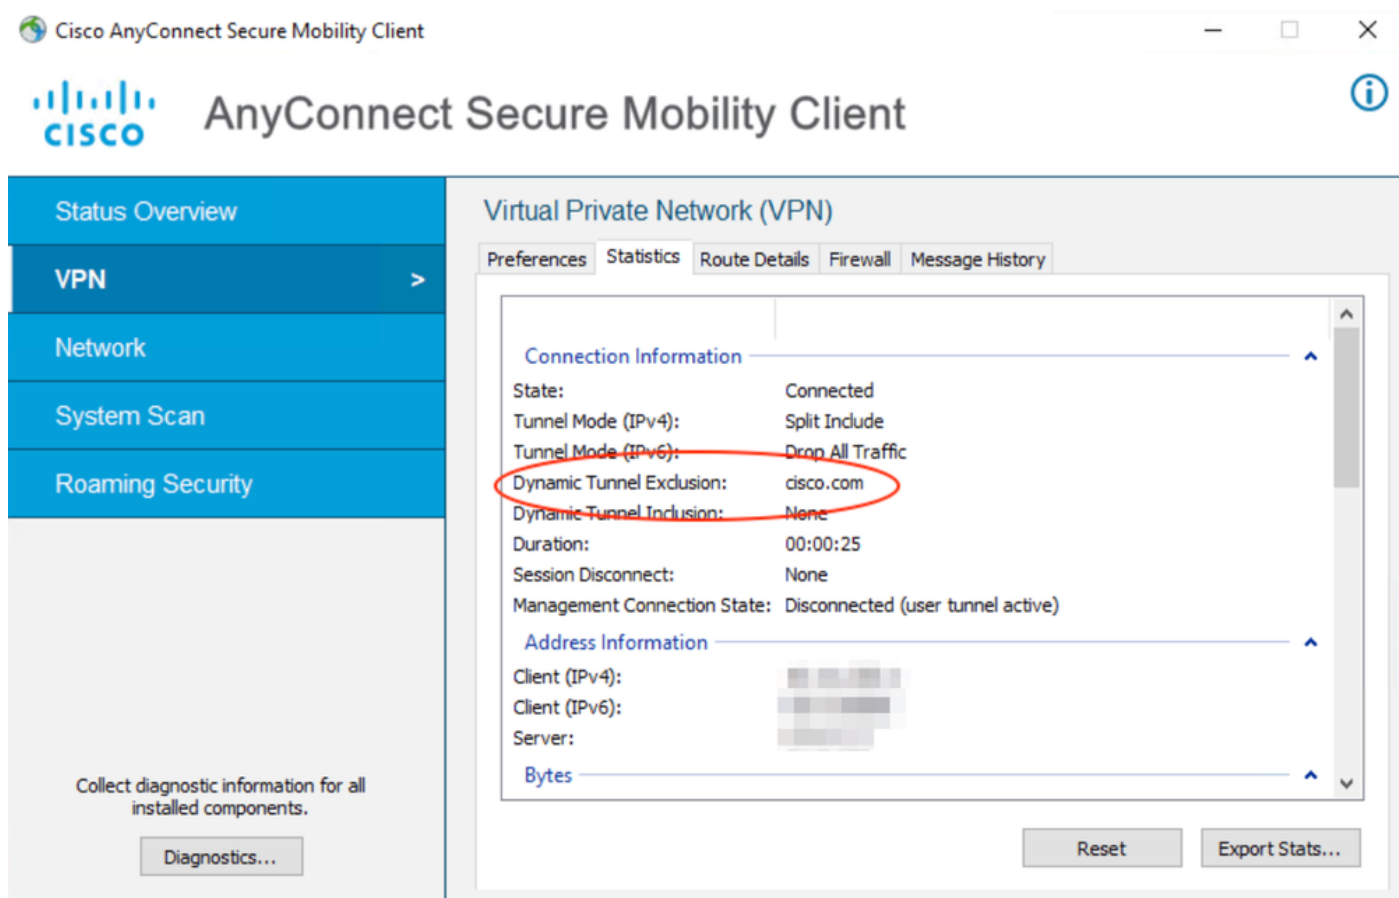 Cisco AnyConnect Secure Mobility Client
CISCO
AnyConnect Secure Mobility Client
Status Overview
VPN >
Network
System Scan
Roaming Security
Collect diagnostic information for all
installed components.
Diagnostics...
Virtual Private Network (VPN)
Preferences Statistics Route Details Firewall Message History
Connection Information
State: Connected
Tunnel Mode (IPv4): Split Include
Tunnel Mode (IPv6): Drop All Traffic
Dynamic Tunnel Exclusion: cisco.com
Dynamic Tunnel Inclusion: None
Duration: 00:00:25
Session Disconnect: None
Management Connection State: Disconnected (user tunnel active)
Address Information
Client (IPv4):
Client (IPv6):
Server:
Bytes
Reset Export Stats...